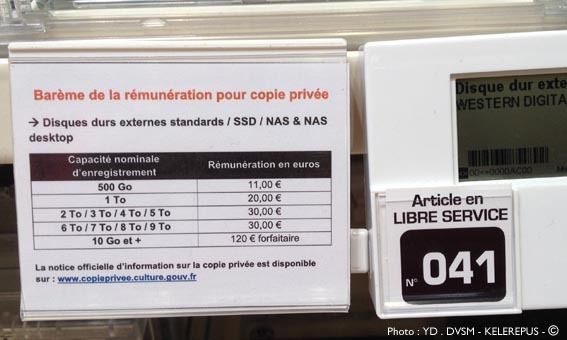 Barème de la rémunération pour copie privée
→ Disques durs externes standards / SSD / NAS & NAS
desktop
Capacité nominale d'enregistrement Rémunération en euros
500 Go 11,00 €
1 To 20,00 €
2 To / 3 To / 4 To / 5 To 30,00 €
6 To / 7 To / 8 To / 9 To 30,00 €
10 Go et + 120 € forfaitaire
La notice officielle d'information sur la copie privée est disponible
sur : www.copieprivee.culture.gouv.fr
Disque dur exte
WESTERN DIGITA
Article en
LIBRE SERVICE
N° 041
Photo : YD . DVSM - KELEREPUS - ©